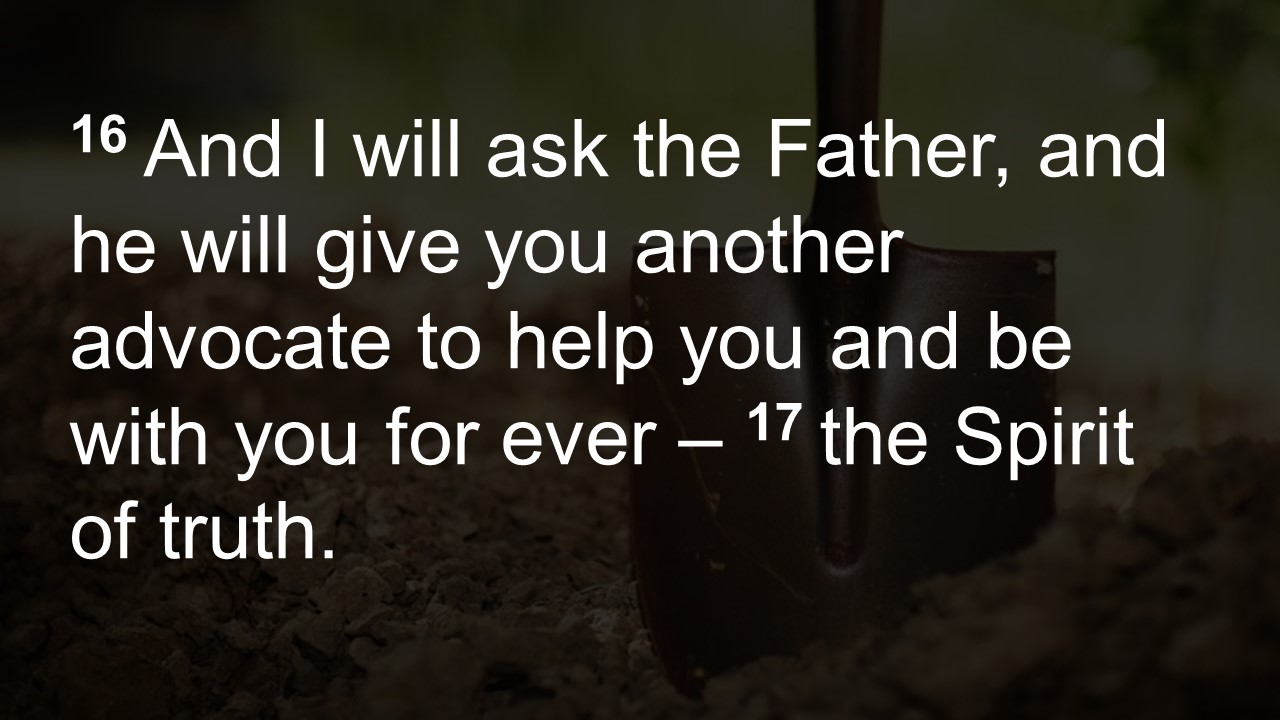 16 And I will ask the Father, and
he will give you another
advocate to help you and be
with you for ever – 17 the Spirit
of truth.